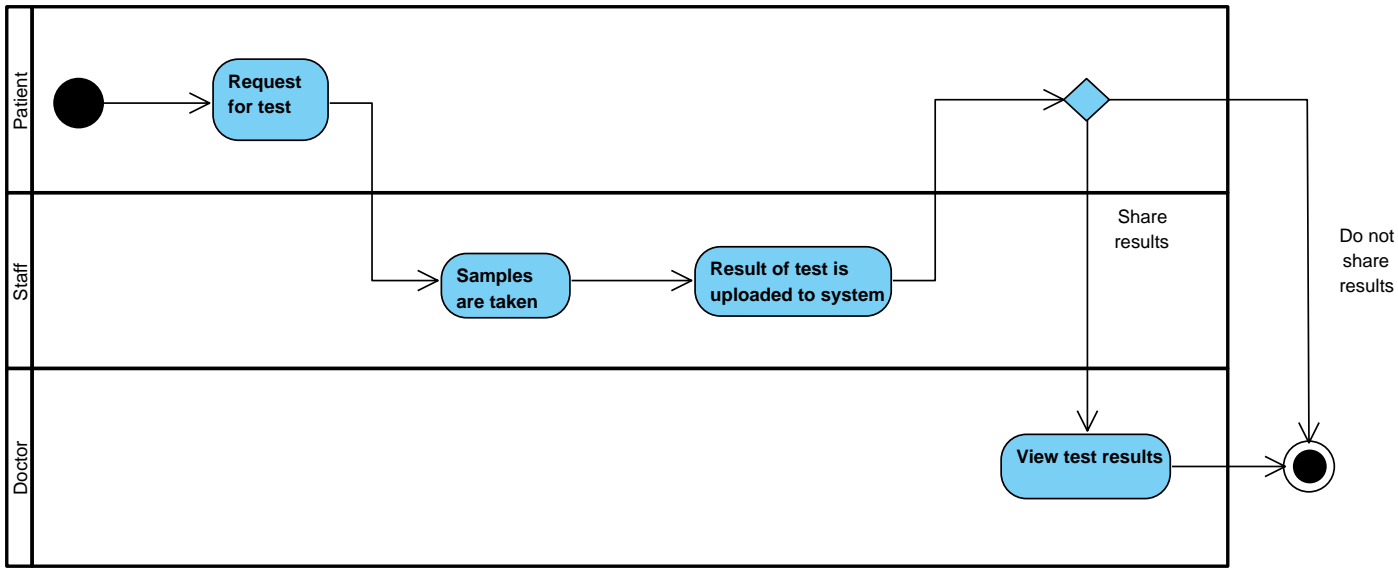 Patient
Request
for test
Staff
Samples
are taken
Result of test is
uploaded to system
Share
results
Do not
share
results
Doctor
View test results